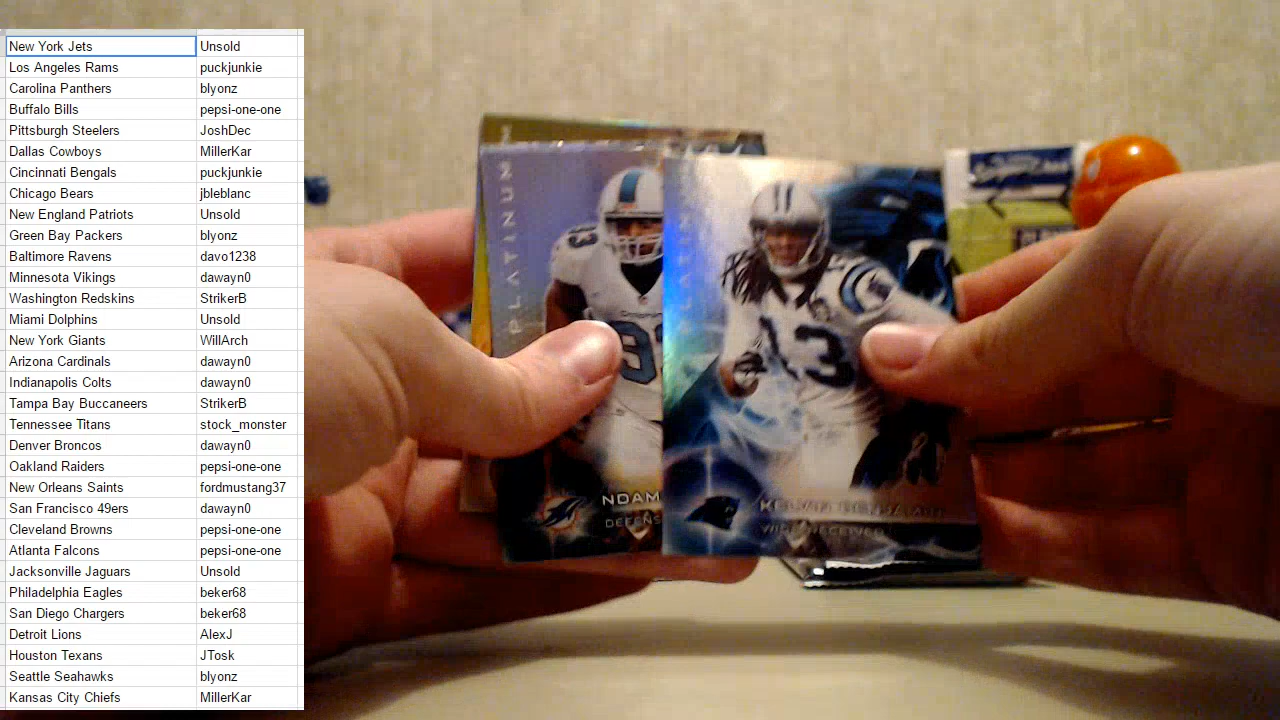 New York Jets Unsold
Los Angeles Rams puckjunkie
Carolina Panthers blyonz
Buffalo Bills pepsi-one-one
Pittsburgh Steelers JoshDec
Dallas Cowboys MillerKar
Cincinnati Bengals puckjunkie
Chicago Bears jbleblanc
New England Patriots Unsold
Green Bay Packers blyonz
Baltimore Ravens davo1238
Minnesota Vikings dawayn0
Washington Redskins StrikerB
Miami Dolphins Unsold
New York Giants WillArch
Arizona Cardinals dawayn0
Indianapolis Colts dawayn0
Tampa Bay Buccaneers StrikerB
Tennessee Titans stock_monster
Denver Broncos dawayn0
Oakland Raiders pepsi-one-one
New Orleans Saints fordmustang37
San Francisco 49ers dawayn0
Cleveland Browns pepsi-one-one
Atlanta Falcons pepsi-one-one
Jacksonville Jaguars Unsold
Philadelphia Eagles beker68
San Diego Chargers beker68
Detroit Lions AlexJ
Houston Texans JTosk
Seattle Seahawks blyonz
Kansas City Chiefs MillerKar
PLATINUM
93
NDAM
DEFENS
13
KELVIN BENJAMIN
WIDE RECEIVER